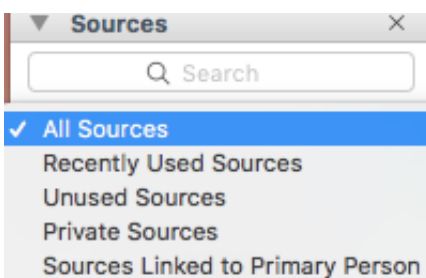 Sources
Search
All Sources
Recently Used Sources
Unused Sources
Private Sources
Sources Linked to Primary Person